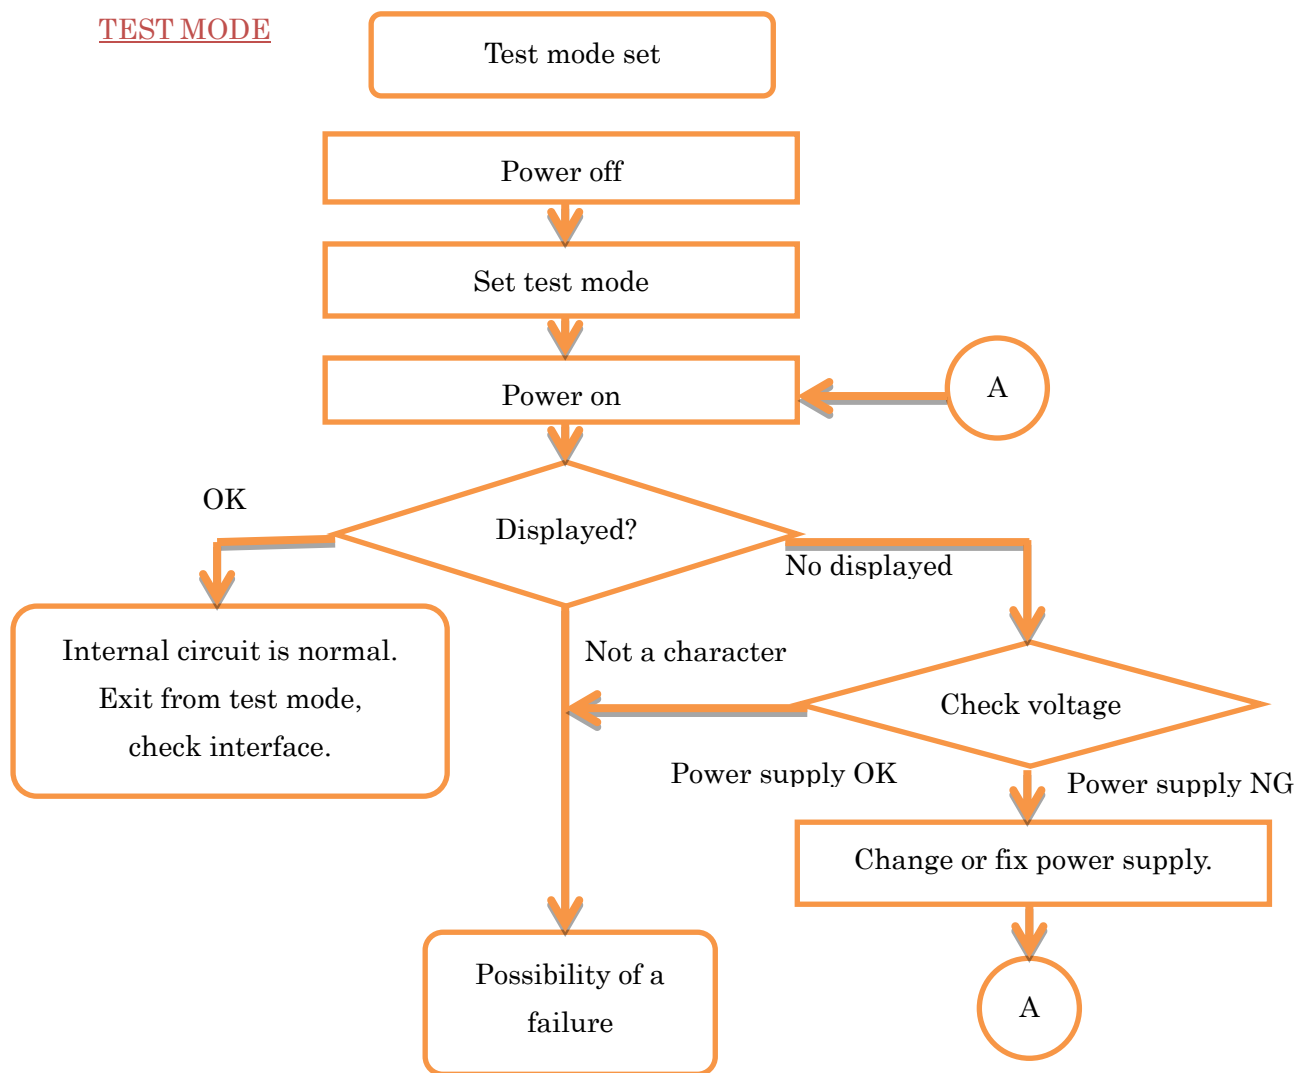 TEST MODE
Test mode set
Power off
Set test mode
Power on
A
OK
Displayed?
No displayed
Internal circuit is normal.
Exit from test mode,
check interface.
Not a character
Check voltage
Power supply OK
Power supply NG
Change or fix power supply.
Possibility of a
failure
A